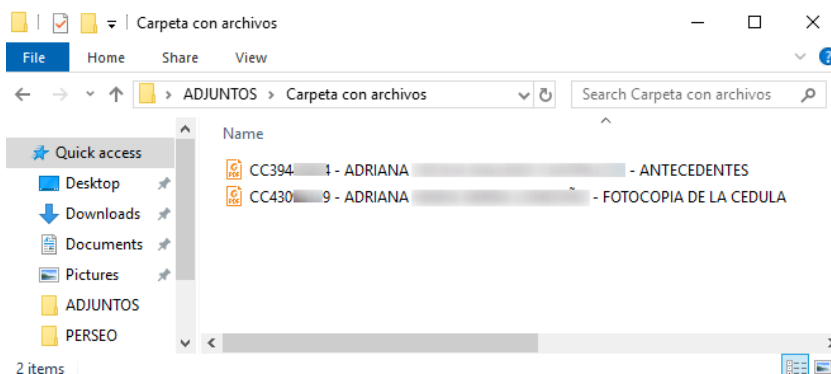 Carpeta con archivos
File Home Share View
ADJUNTOS > Carpeta con archivos Search Carpeta con archivos
Name
Quick access
Desktop
Downloads
Documents
Pictures
ADJUNTOS
PERSEO
CC394 4 - ADRIANA - ANTECEDENTES
CC430 9 - ADRIANA - FOTOCOPIA DE LA CEDULA
2 items